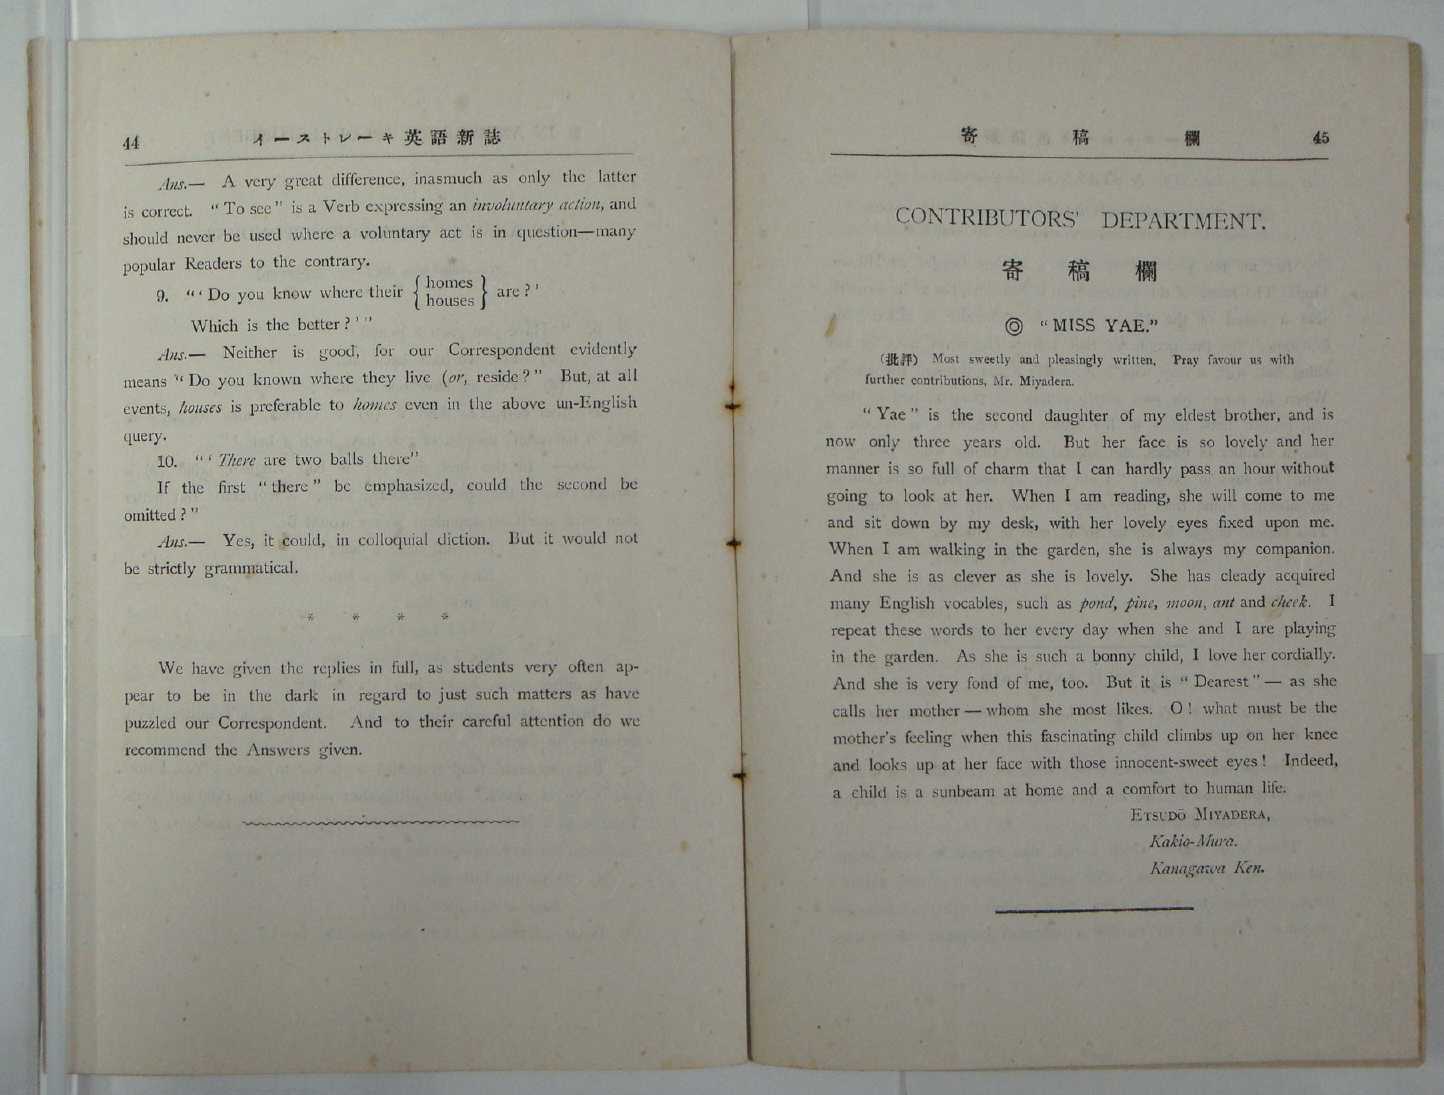 44 イーストレーキ英語新誌
Ans.— A very great difference, inasmuch as only the latter
is correct. “To see” is a Verb expressing an involuntary action, and
should never be used where a voluntary act is in question—many
popular Readers to the contrary.
9. “‘Do you know where their { homes houses } are?’
Which is the better?’”
Ans.— Neither is good, for our Correspondent evidently
means “Do you known where they live (or, reside?” But, at all
events, houses is preferable to homes even in the above un-English
query.
10. “‘There are two balls there”
If the first “there” be emphasized, could the second be
omitted?”
Ans.— Yes, it could, in colloquial diction. But it would not
be strictly grammatical.
* * * *
We have given the replies in full, as students very often ap-
pear to be in the dark in regard to just such matters as have
puzzled our Correspondent. And to their careful attention do we
recommend the Answers given.
寄稿欄 45
CONTRIBUTORS’ DEPARTMENT.
寄稿欄
◎ “MISS YAE.”
(批評) Most sweetly and pleasingly written, Pray favour us with
further contributions, Mr. Miyadera.
“Yae” is the second daughter of my eldest brother, and is
now only three years old. But her face is so lovely and her
manner is so full of charm that I can hardly pass an hour without
going to look at her. When I am reading, she will come to me
and sit down by my desk, with her lovely eyes fixed upon me.
When I am walking in the garden, she is always my companion.
And she is as clever as she is lovely. She has cleady acquired
many English vocables, such as pond, pine, moon, ant and cheek. I
repeat these words to her every day when she and I are playing
in the garden. As she is such a bonny child, I love her cordially.
And she is very fond of me, too. But it is “Dearest”— as she
calls her mother — whom she most likes. O! what must be the
mother’s feeling when this fascinating child climbs up on her knee
and looks up at her face with those innocent-sweet eyes! Indeed,
a child is a sunbeam at home and a comfort to human life.
ETSUDŌ MIYADERA,
Kakio-Mura.
Kanagawa Ken.